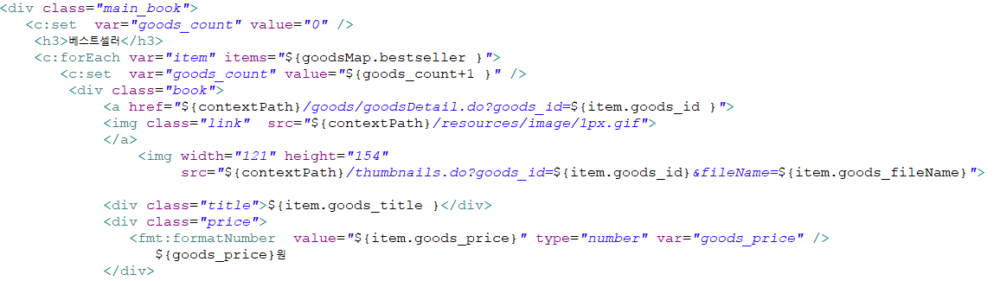 <div class="main_book">
<c:set  var="goods_count" value="0" />
<h3>베스트셀러</h3>
<c:forEach var="item" items="${goodsMap.bestseller }">
<c:set  var="goods_count" value="${goods_count+1 }" />
<div class="book">
<a href="${contextPath}/goods/goodsDetail.do?goods_id=${item.goods_id }">
<img class="link"  src="${contextPath}/resources/image/1px.gif">
</a>
<img width="121" height="154"
src="${contextPath}/thumbnails.do?goods_id=${item.goods_id}&fileName=${item.goods_fileName}">
<div class="title">${item.goods_title }</div>
<div class="price">
<fmt:formatNumber  value="${item.goods_price}" type="number" var="goods_price" />
${goods_price}원
</div>